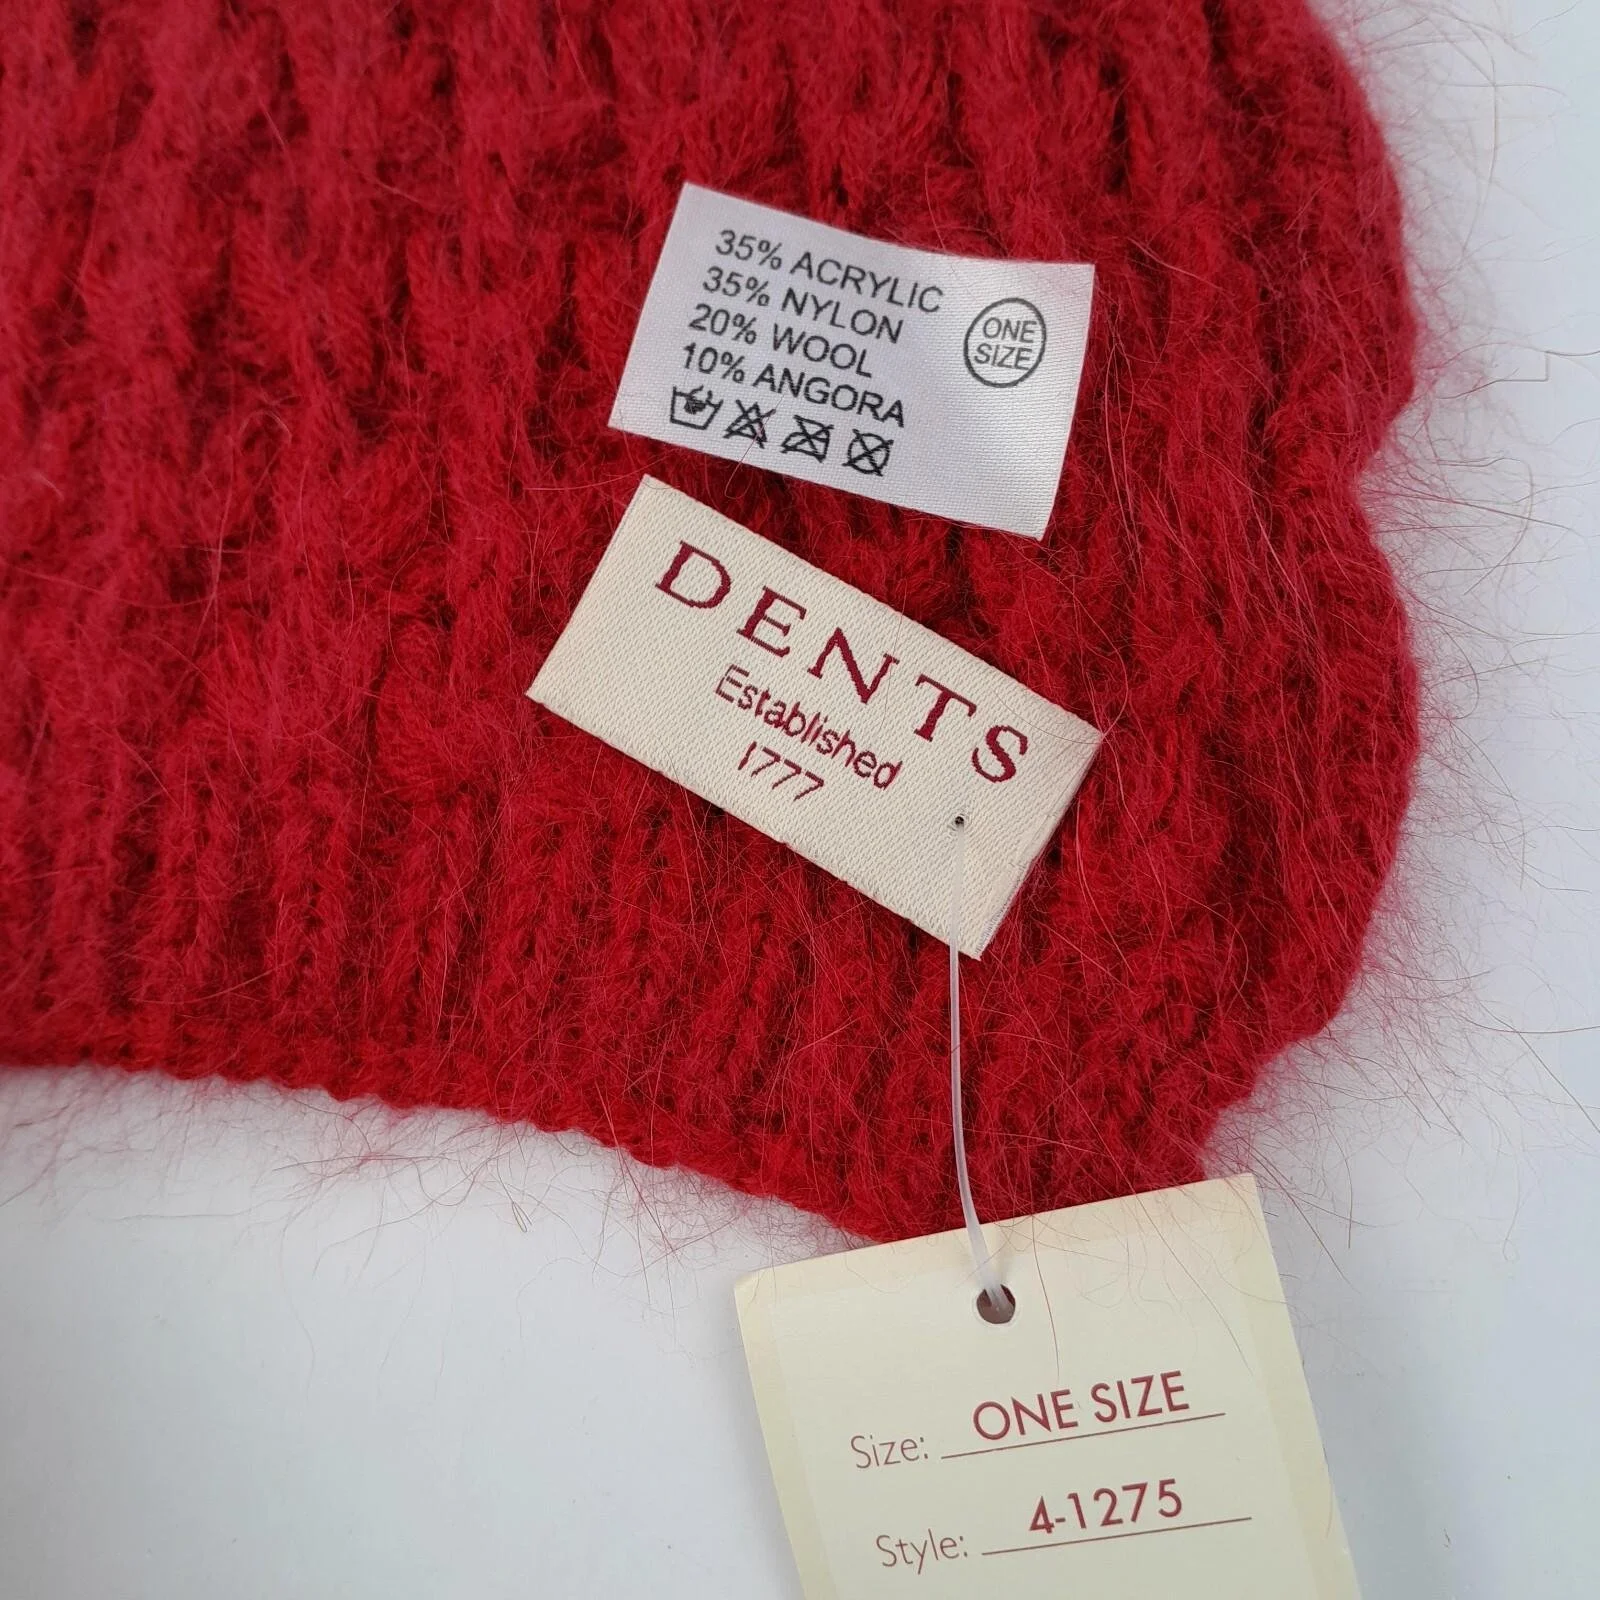 35% ACRYLIC
35% NYLON
20% WOOL
10% ANGORA
ONE
SIZE
DENTS
Established
1777
Size: ONE SIZE
Style: 4-1275